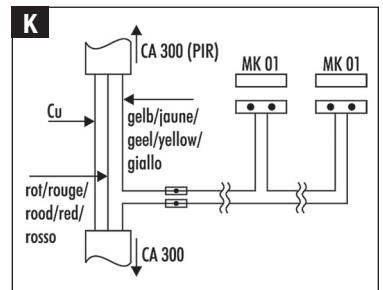 K
CA 300 (PIR)
MK 01
MK 01
Cu
gelb/jaune/
geel/yellow/
giallo
rot/rouge/
rood/red/
rosso
CA 300